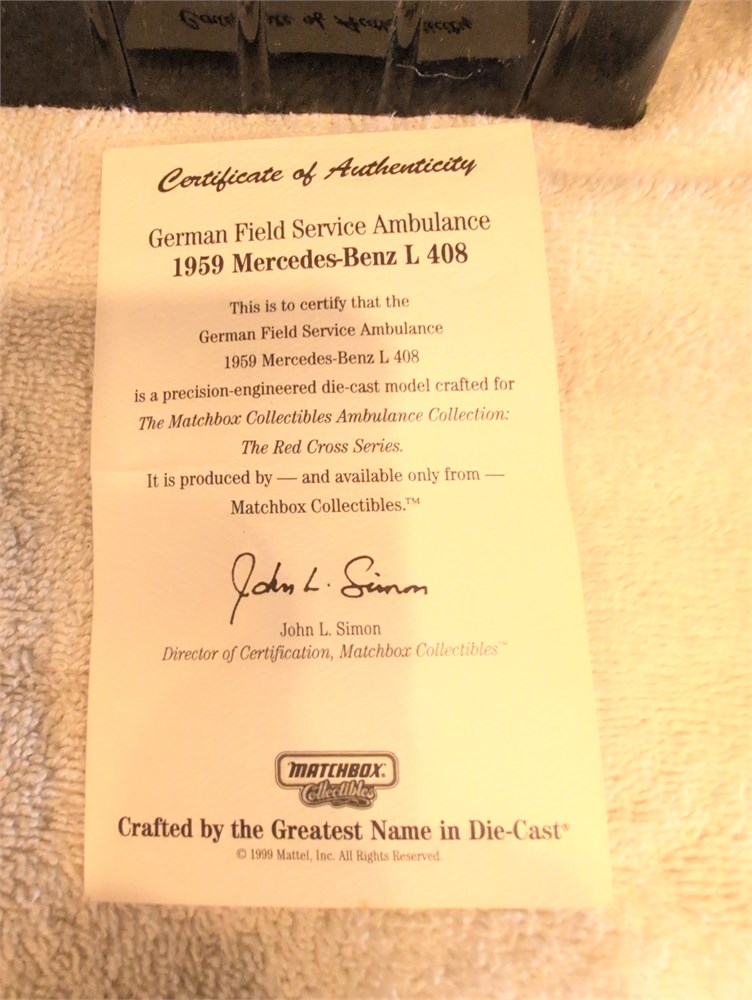 Certificate of Authenticity
German Field Service Ambulance
1959 Mercedes-Benz L 408
This is to certify that the
German Field Service Ambulance
1959 Mercedes-Benz L 408
is a precision-engineered die-cast model crafted for
The Matchbox Collectibles Ambulance Collection:
The Red Cross Series.
It is produced by — and available only from —
Matchbox Collectibles.™
John L. Simon
John L. Simon
Director of Certification, Matchbox Collectibles™
MATCHBOX®
Collectibles
Crafted by the Greatest Name in Die-Cast®
© 1999 Mattel, Inc. All Rights Reserved.